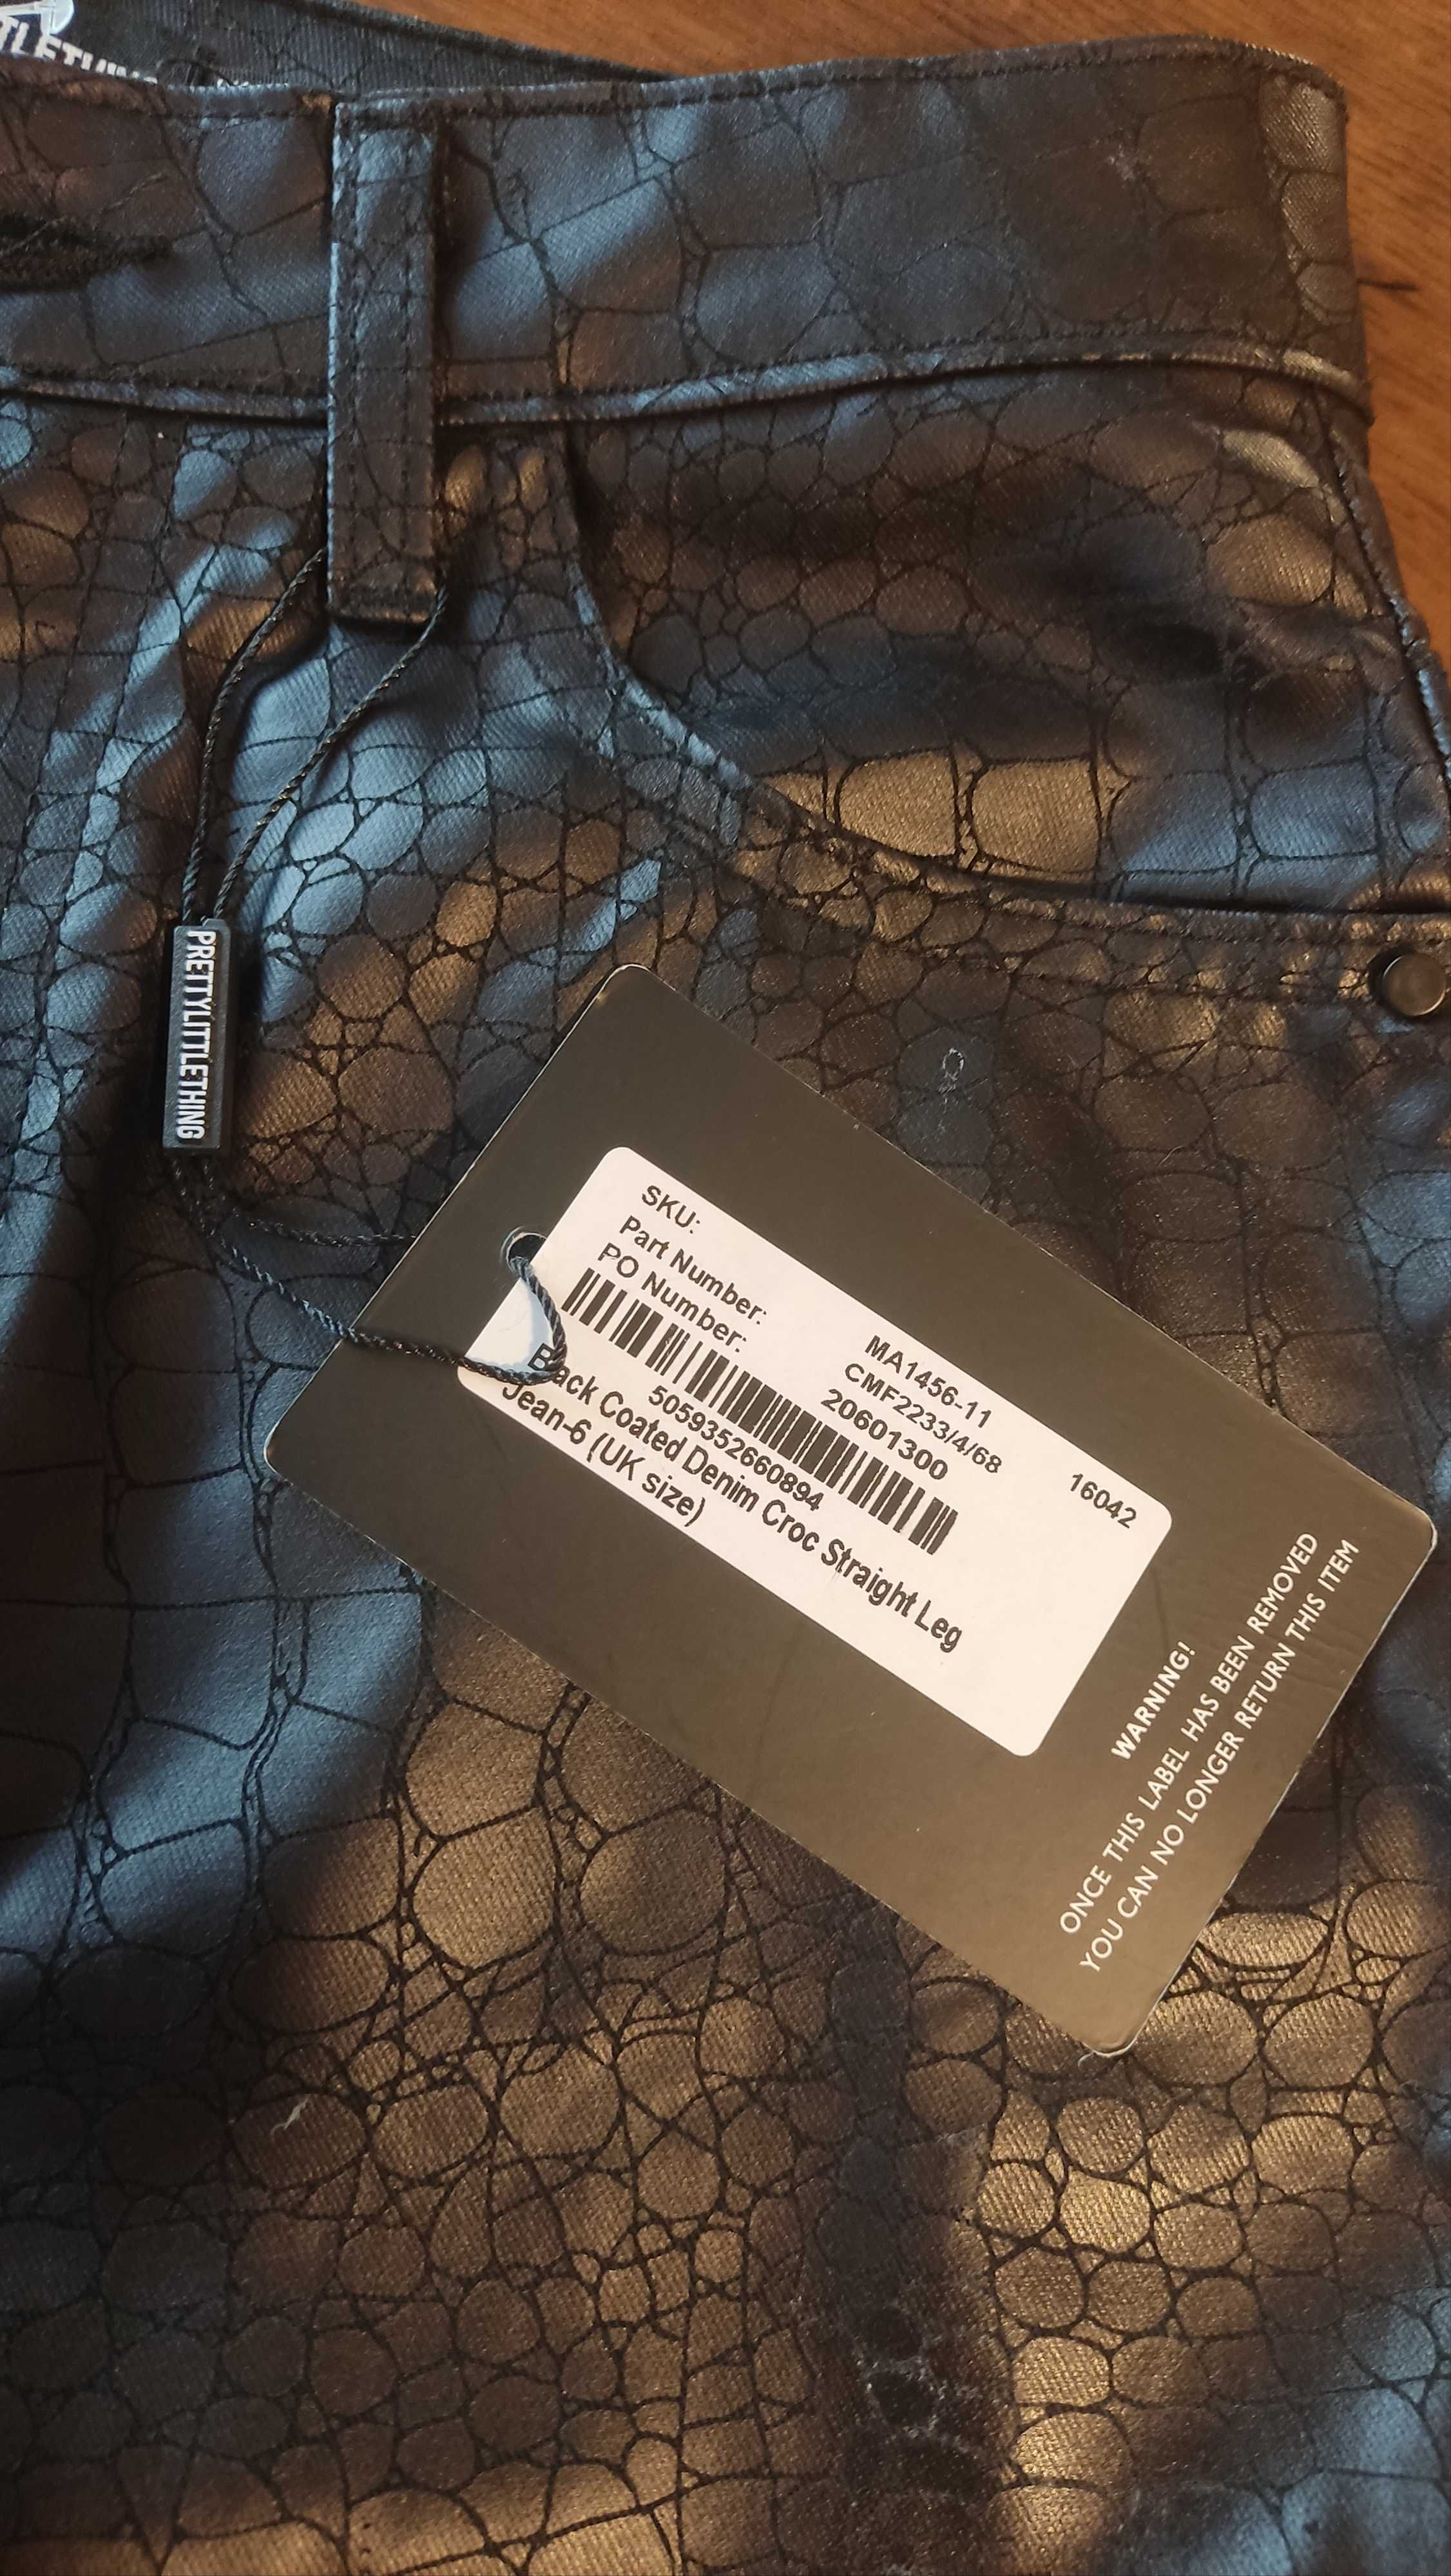 TLETHING
PRETTYLITTLETHING
SKU: MA1456-11 16042
Part Number: CMF2233/4/68
PO Number: 20601300
5059352660894
Black Coated Denim Croc Straight Leg
Jean-6 (UK size)
WARNING!
ONCE THIS LABEL HAS BEEN REMOVED
YOU CAN NO LONGER RETURN THIS ITEM